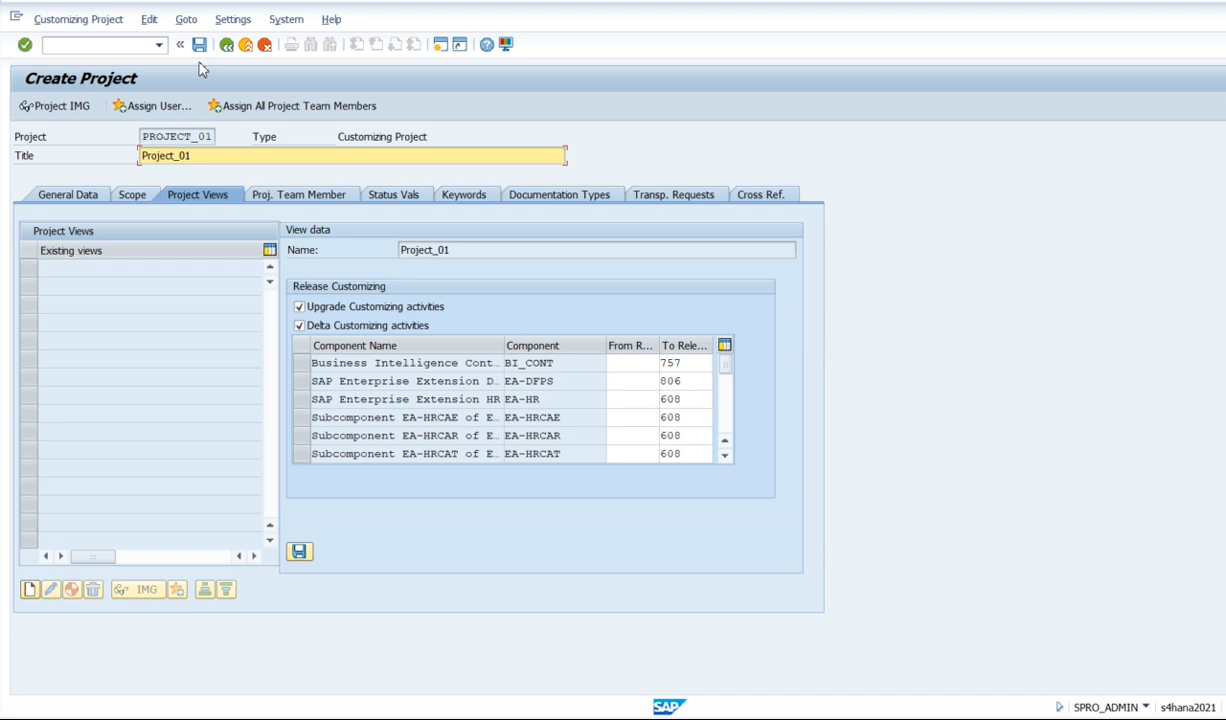 Customizing Project Edit Goto Settings System Help
Create Project
Project IMG Assign User... Assign All Project Team Members
Project PROJECT_01 Type Customizing Project
Title Project_01
General Data Scope Project Views Proj. Team Member Status Vals Keywords Documentation Types Transp. Requests Cross Ref.
Project Views
Existing views
View data
Name: Project_01
Release Customizing
Upgrade Customizing activities
Delta Customizing activities
Component Name Component From R... To Rele...
Business Intelligence Cont... BI_CONT 757
SAP Enterprise Extension D... EA-DFPS 806
SAP Enterprise Extension HR EA-HR 608
Subcomponent EA-HRCAE of E... EA-HRCAE 608
Subcomponent EA-HRCAR of E... EA-HRCAR 608
Subcomponent EA-HRCAT of E... EA-HRCAT 608
IMG
SAP
SPRO_ADMIN s4hana2021